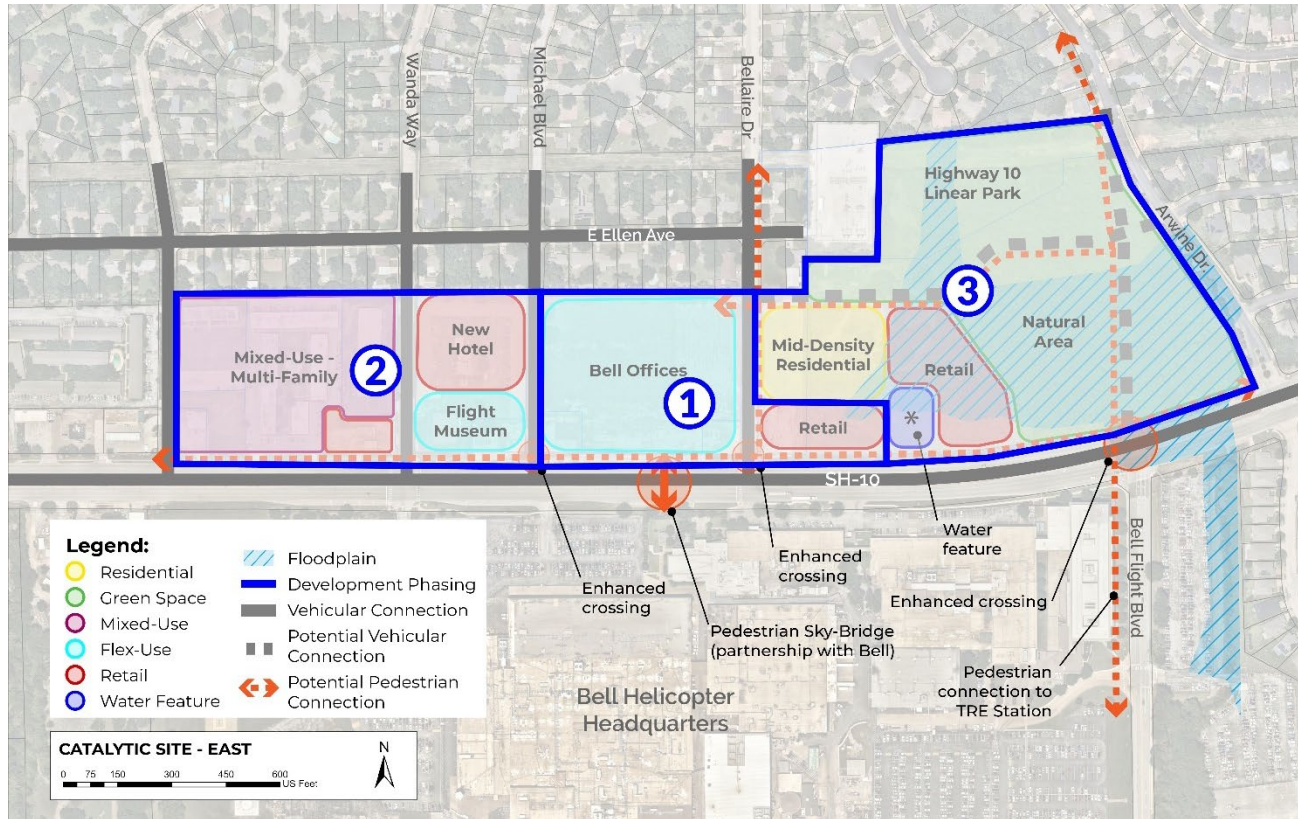 Wanda Way
Michael Blvd
Bellaire Dr
Highway 10
Linear Park
Arwine Dr.
E Ellen Ave
3
New
Hotel
Mid-Density
Residential
Natural
Area
Mixed-Use -
Multi-Family
2
Bell Offices
1
Retail
Flight
Museum
Retail
*
SH-10
Legend:
Residential
Green Space
Mixed-Use
Flex-Use
Retail
Water Feature
Floodplain
Development Phasing
Vehicular Connection
Potential Vehicular
Connection
Potential Pedestrian
Connection
Enhanced
crossing
Pedestrian Sky-Bridge
(partnership with Bell)
Enhanced
crossing
Water
feature
Enhanced crossing
Bell Flight Blvd
Pedestrian
connection to
TRE Station
Bell Helicopter
Headquarters
CATALYTIC SITE - EAST
N
0 75 150 300 450 600
US Feet